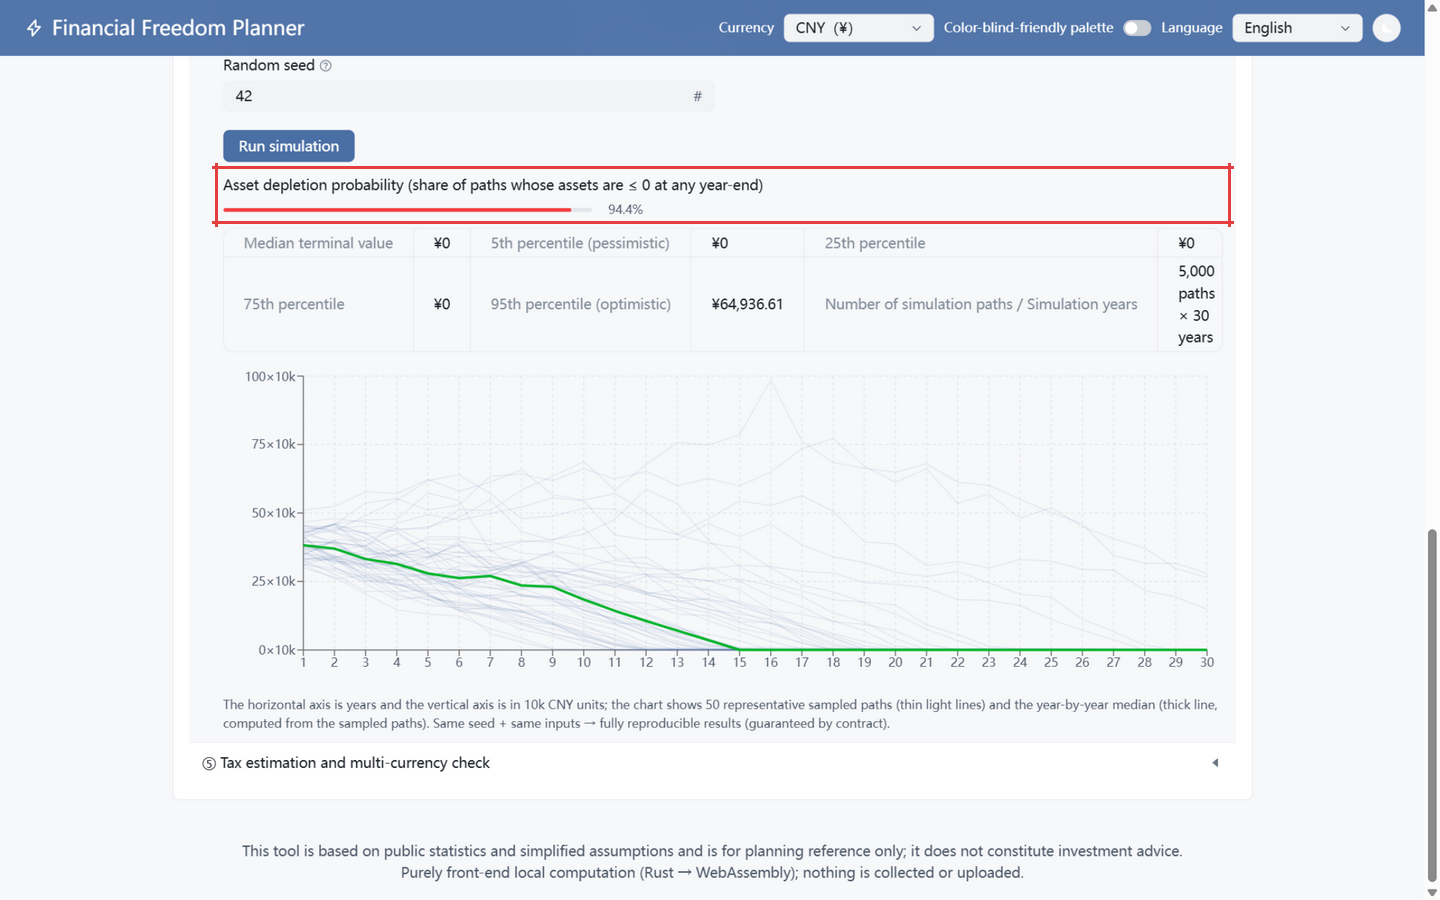 Financial Freedom Planner
Currency
CNY (¥)
Color-blind-friendly palette
Language
English
Random seed
42
#
Run simulation
Asset depletion probability (share of paths whose assets are ≤ 0 at any year-end)
94.4%
Median terminal value ¥0 5th percentile (pessimistic) ¥0 25th percentile ¥0
75th percentile ¥0 95th percentile (optimistic) ¥64,936.61 Number of simulation paths / Simulation years
5,000
paths
× 30
years
100×10k
75×10k
50×10k
25×10k
0×10k
1 2 3 4 5 6 7 8 9 10 11 12 13 14 15 16 17 18 19 20 21 22 23 24 25 26 27 28 29 30
The horizontal axis is years and the vertical axis is in 10k CNY units; the chart shows 50 representative sampled paths (thin light lines) and the year-by-year median (thick line,
computed from the sampled paths). Same seed + same inputs → fully reproducible results (guaranteed by contract).
⑤ Tax estimation and multi-currency check
This tool is based on public statistics and simplified assumptions and is for planning reference only; it does not constitute investment advice.
Purely front-end local computation (Rust → WebAssembly); nothing is collected or uploaded.